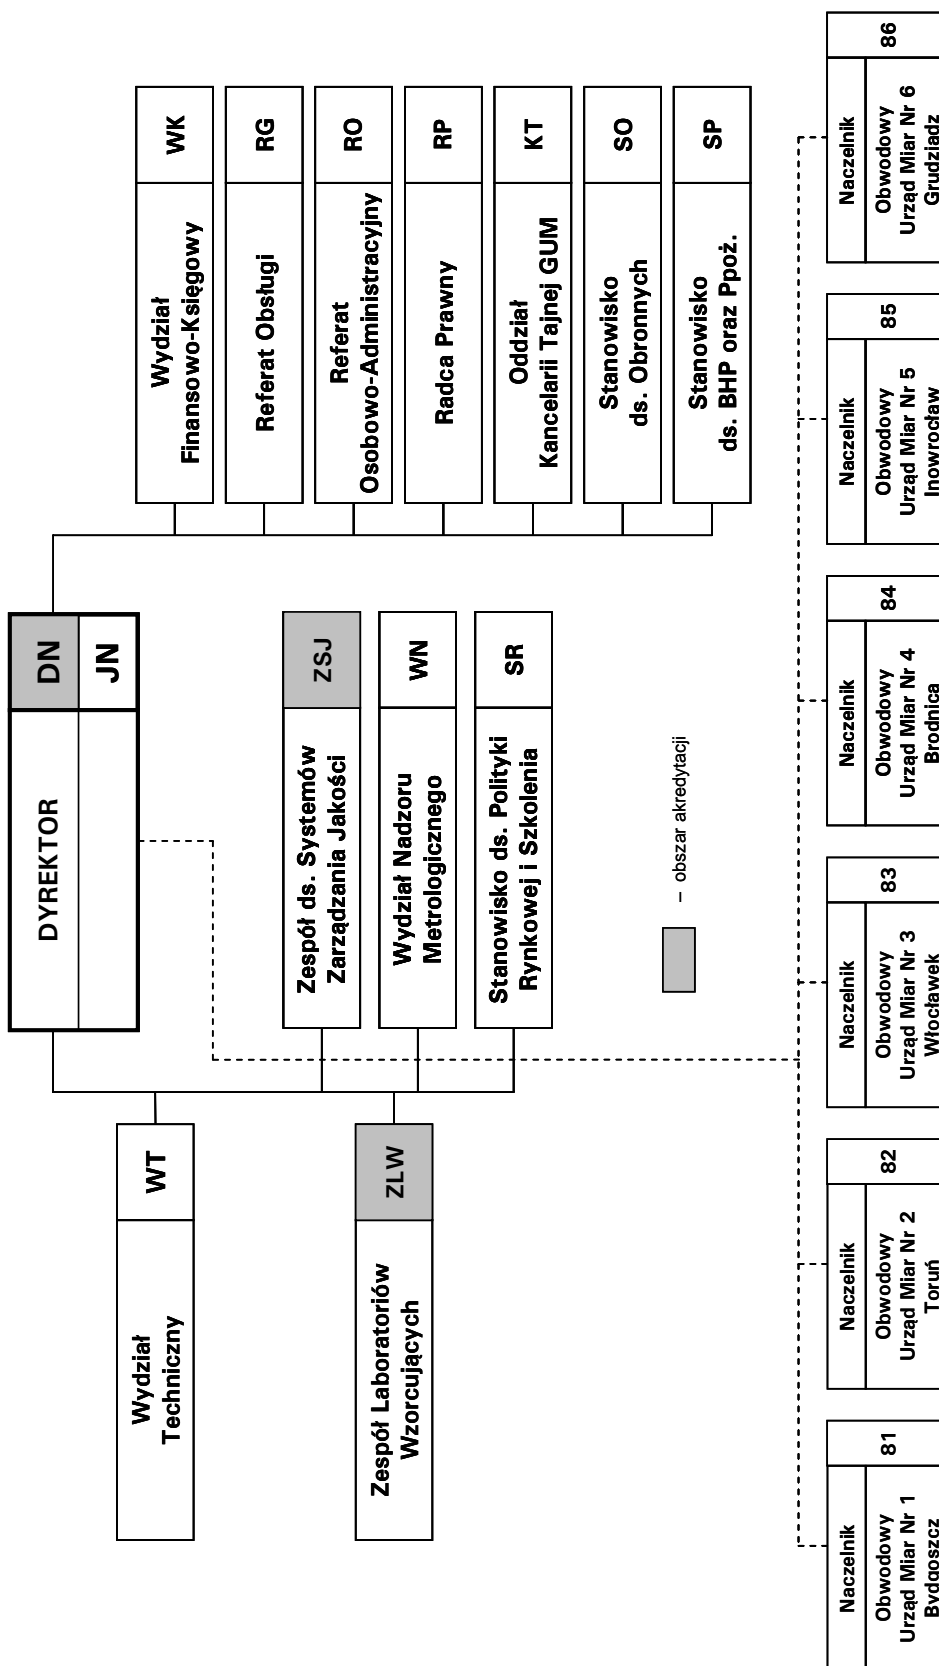 DYREKTOR
DN
JN
Wydział
Techniczny
WT
Zespół Laboratoriów
Wzorcujących
ZLW
Zespół ds. Systemów
Zarządzania Jakości
ZSJ
Wydział Nadzoru
Metrologicznego
WN
Stanowisko ds. Polityki
Rynkowej i Szkolenia
SR
Wydział
Finansowo-Księgowy
WK
Referat Obsługi
RG
Referat
Osobowo-Administracyjny
RO
Radca Prawny
RP
Oddział
Kancelarii Tajnej GUM
KT
Stanowisko
ds. Obronnych
SO
Stanowisko
ds. BHP oraz Ppoż.
SP
– obszar akredytacji
Naczelnik
81
Obwodowy
Urząd Miar Nr 1
Bydgoszcz
Naczelnik
82
Obwodowy
Urząd Miar Nr 2
Toruń
Naczelnik
83
Obwodowy
Urząd Miar Nr 3
Włocławek
Naczelnik
84
Obwodowy
Urząd Miar Nr 4
Brodnica
Naczelnik
85
Obwodowy
Urząd Miar Nr 5
Inowrocław
Naczelnik
86
Obwodowy
Urząd Miar Nr 6
Grudziądz